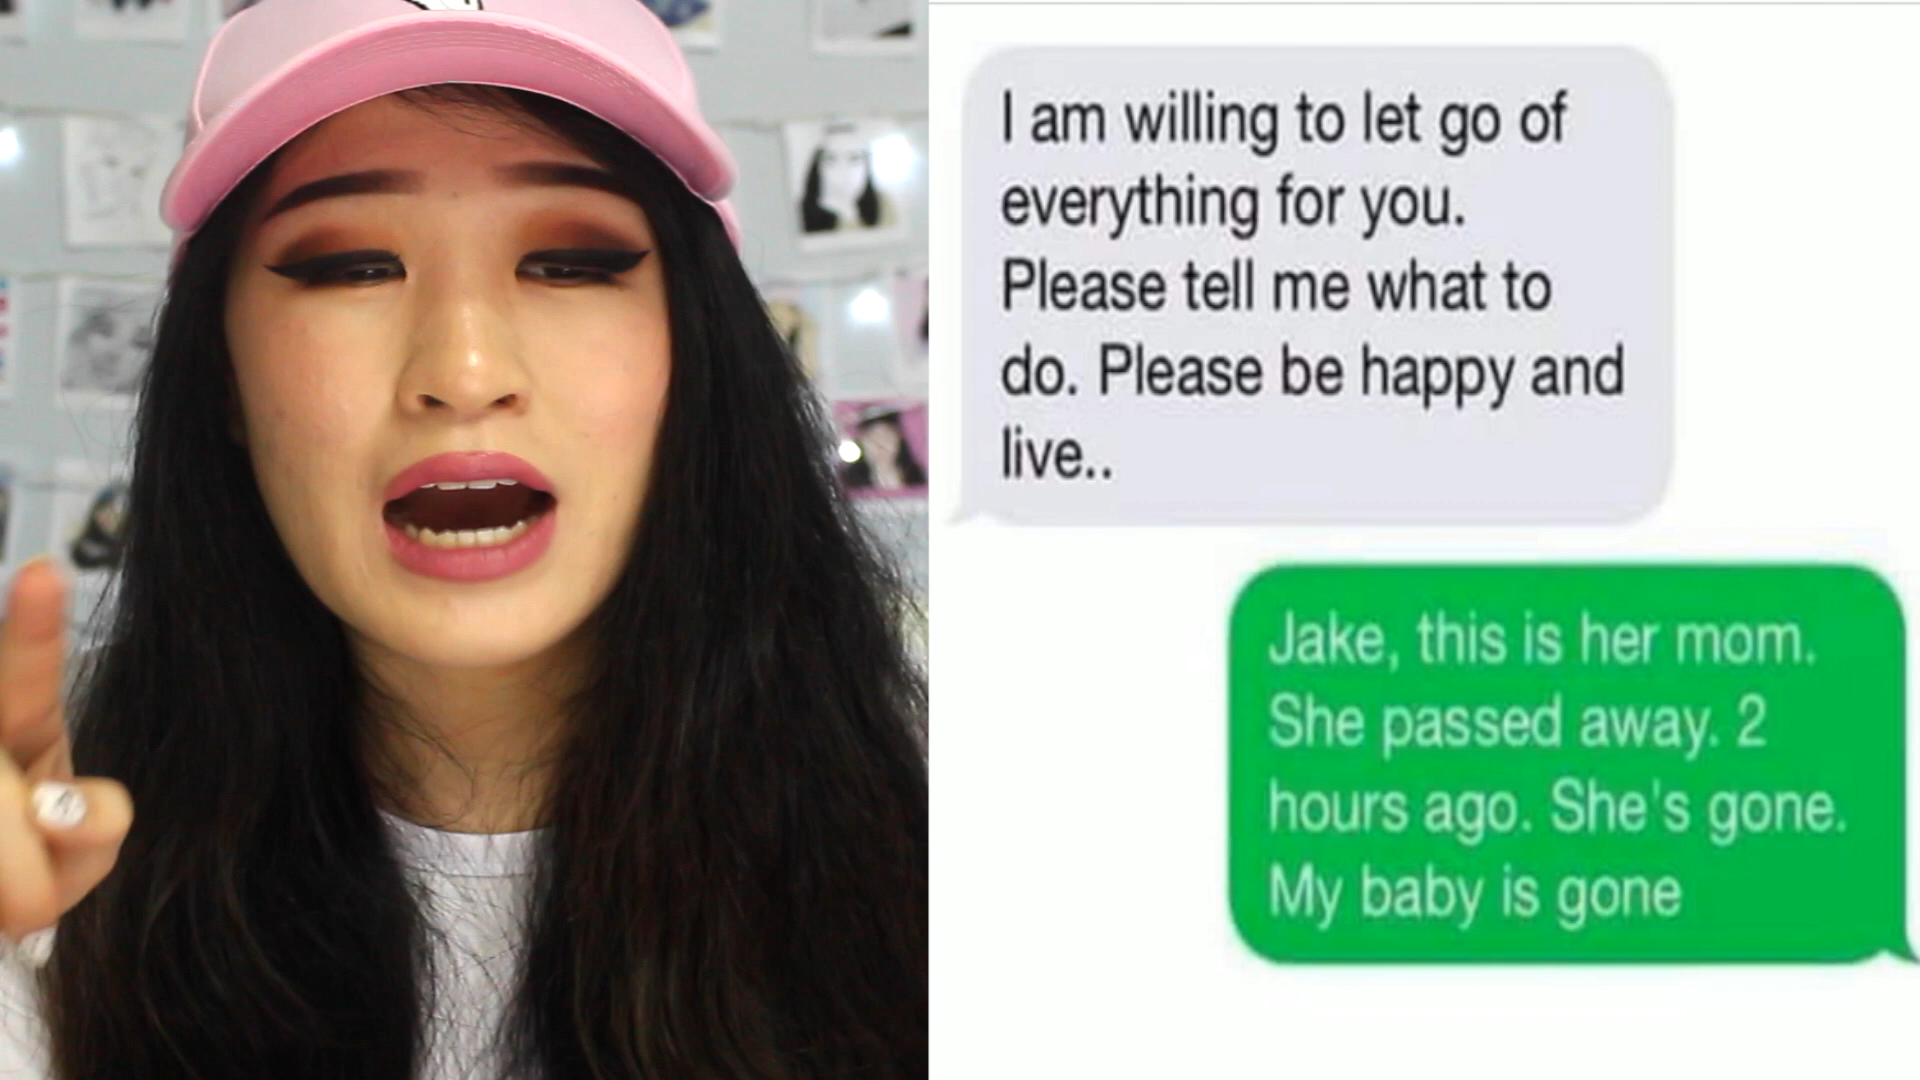 I am willing to let go of
everything for you.
Please tell me what to
do. Please be happy and
live..
Jake, this is her mom.
She passed away. 2
hours ago. She's gone.
My baby is gone